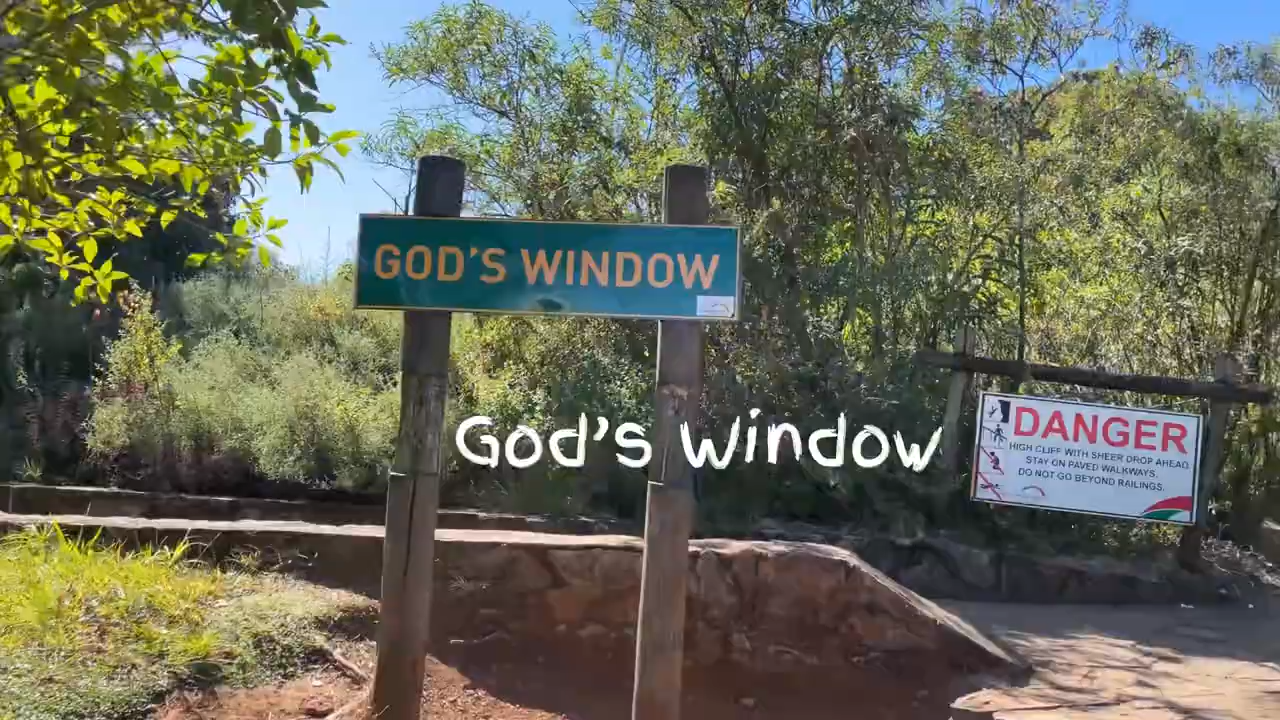 GOD'S WINDOW
God's Window
DANGER
HIGH CLIFF WITH SHEER DROP AHEAD.
STAY ON PAVED WALKWAYS.
DO NOT GO BEYOND RAILINGS.